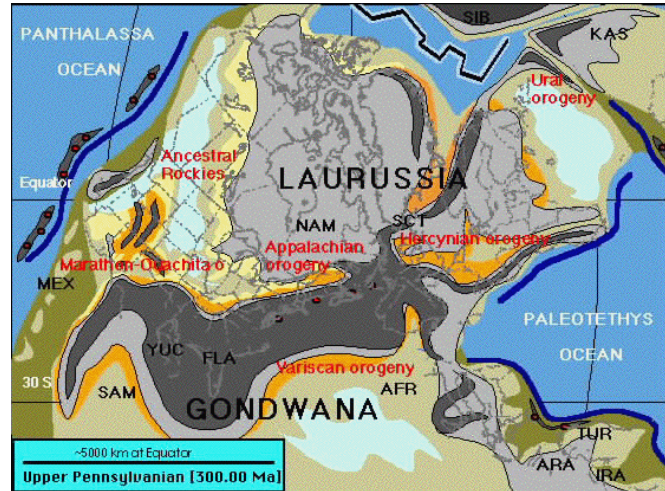 SIB
PANTHALASSA
OCEAN
KAS
Ural
orogeny
Ancestral
Rockies
Equator
LAURUSSIA
NAM
SCT
Appalachian
orogeny
Hercynian orogeny
Marathon-Ouachita o
MEX
PALEOTETHYS
OCEAN
YUC
FLA
Variscan orogeny
30 S
SAM
AFR
GONDWANA
TUR
ARA
IRA
~5000 km at Equator
Upper Pennsylvanian [300.00 Ma]